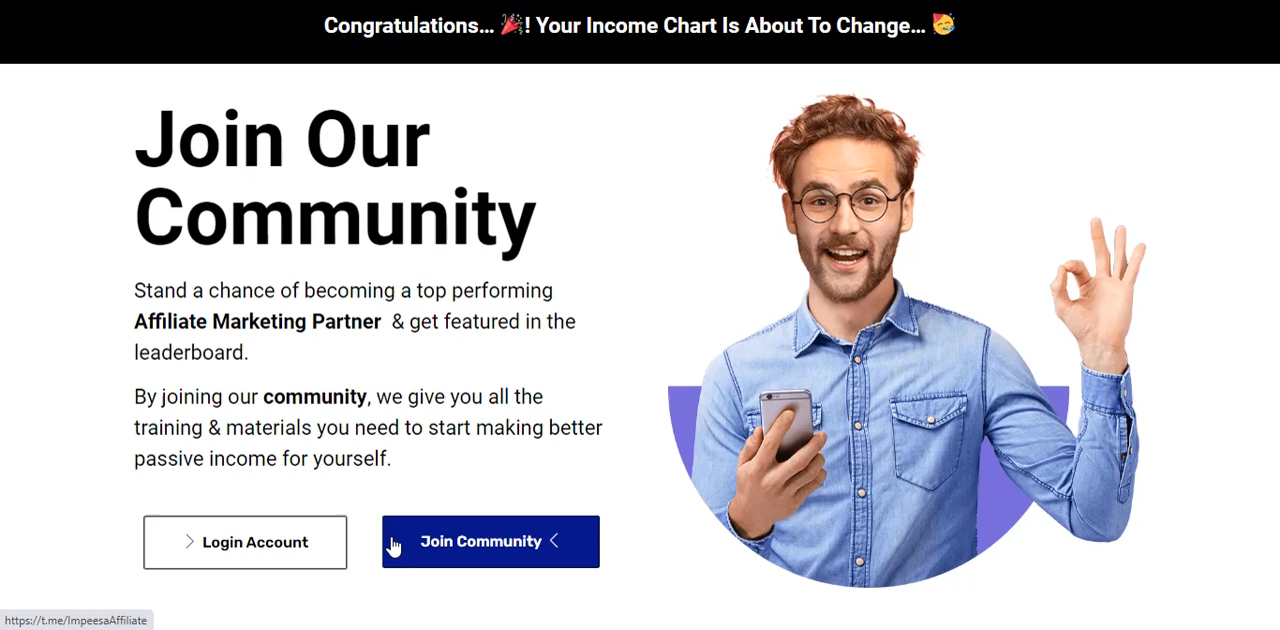 Congratulations... 🎉! Your Income Chart Is About To Change... 🥳
Join Our
Community
Stand a chance of becoming a top performing
Affiliate Marketing Partner & get featured in the
leaderboard.
By joining our community, we give you all the
training & materials you need to start making better
passive income for yourself.
Login Account
Join Community
https://t.me/ImpeesaAffiliate